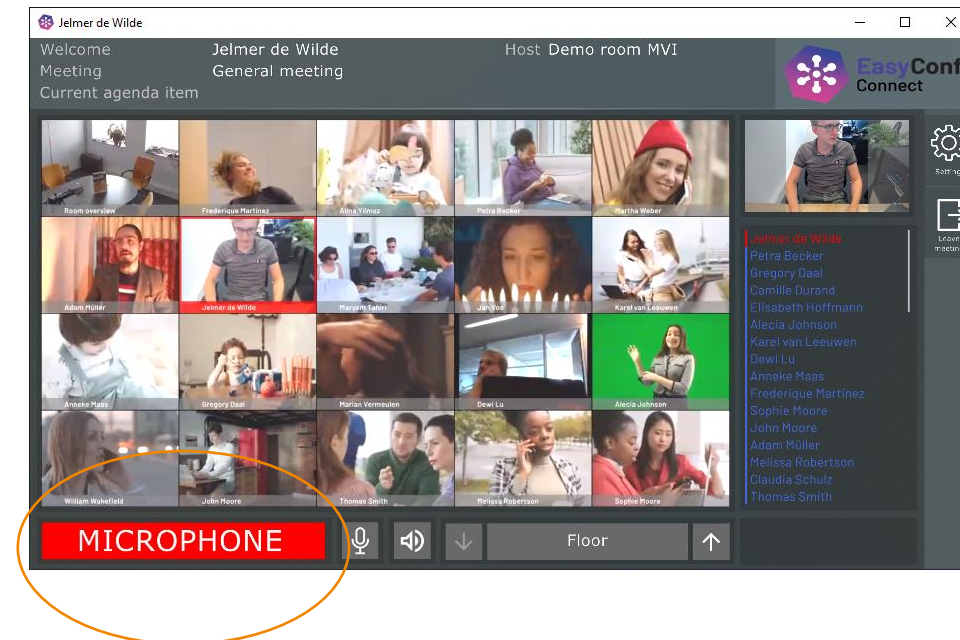 Jelmer de Wilde
Welcome Jelmer de Wilde Host Demo room MVI
Meeting General meeting
Current agenda item
EasyConf
Connect
Room overview Frederique Martinez Alina Yilmaz Petra Becker Martha Weber
Setting
Leave
meetin
Adam Müller Jelmer de Wilde Maryam Tahiri Jan Vos Karel van Leeuwen
Anneke Maas Gregory Daal Marian Vermeulen Dewi Lu Alecia Johnson
William Wakefield John Moore Thomas Smith Melissa Robertson Sophie Moore
Jelmer de Wilde
Petra Becker
Gregory Daal
Camille Durand
Elisabeth Hoffmann
Alecia Johnson
Karel van Leeuwen
Dewi Lu
Anneke Maas
Frederique Martinez
Sophie Moore
John Moore
Adam Müller
Melissa Robertson
Claudia Schulz
Thomas Smith
MICROPHONE
Floor